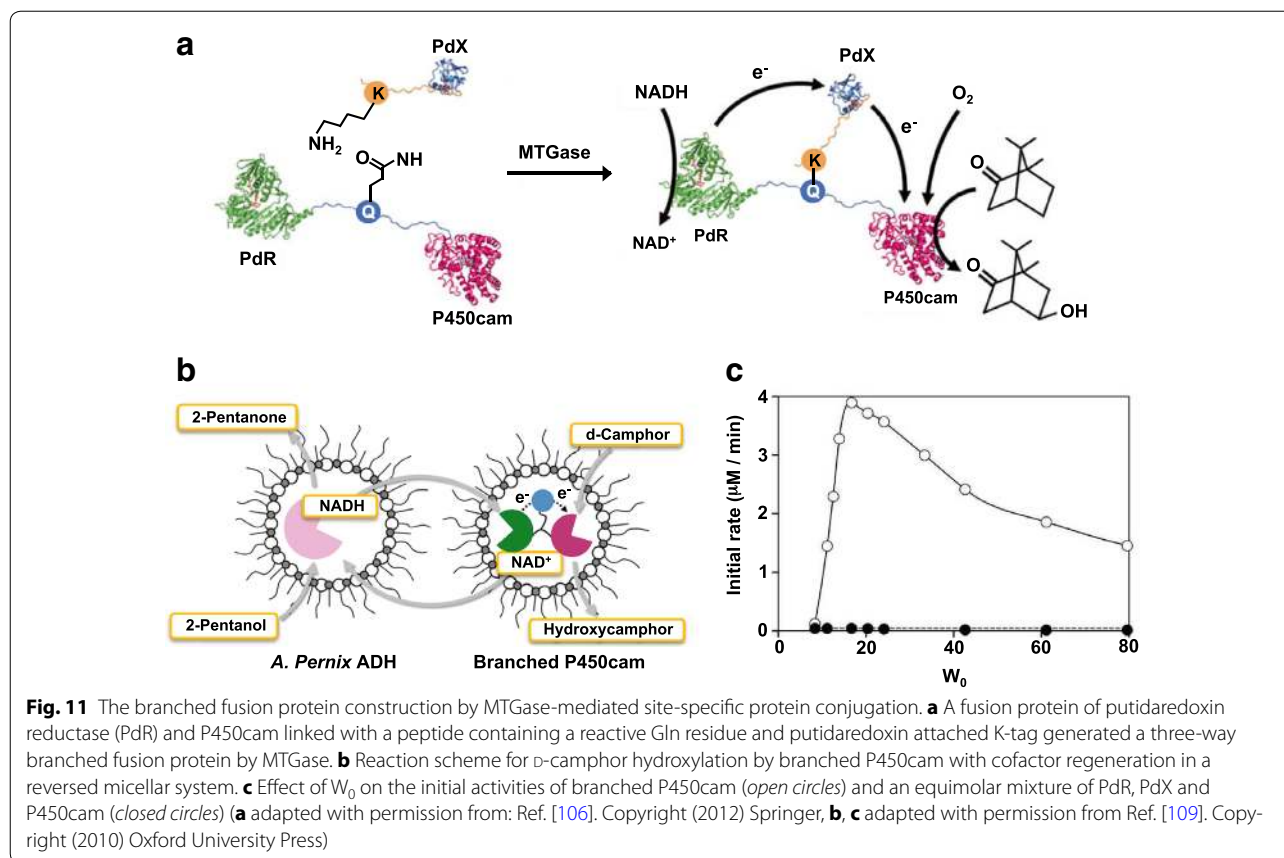 a
PdX
K
NH2
O
NH
Q
PdR
P450cam
MTGase
NADH
e-
PdX
O2
e-
K
Q
PdR
NAD+
P450cam
O
O
OH
b
2-Pentanone
d-Camphor
NADH
e-
e-
NAD+
2-Pentanol
Hydroxycamphor
A. Pernix ADH
Branched P450cam
c
Initial rate (µM / min)
4
3
2
1
0
0
20
40
60
80
W0
Fig. 11 The branched fusion protein construction by MTGase-mediated site-specific protein conjugation. a A fusion protein of putidaredoxin
reductase (PdR) and P450cam linked with a peptide containing a reactive Gln residue and putidaredoxin attached K-tag generated a three-way
branched fusion protein by MTGase. b Reaction scheme for D-camphor hydroxylation by branched P450cam with cofactor regeneration in a
reversed micellar system. c Effect of W0 on the initial activities of branched P450cam (open circles) and an equimolar mixture of PdR, PdX and
P450cam (closed circles) (a adapted with permission from: Ref. [106]. Copyright (2012) Springer, b, c adapted with permission from Ref. [109]. Copy-
right (2010) Oxford University Press)